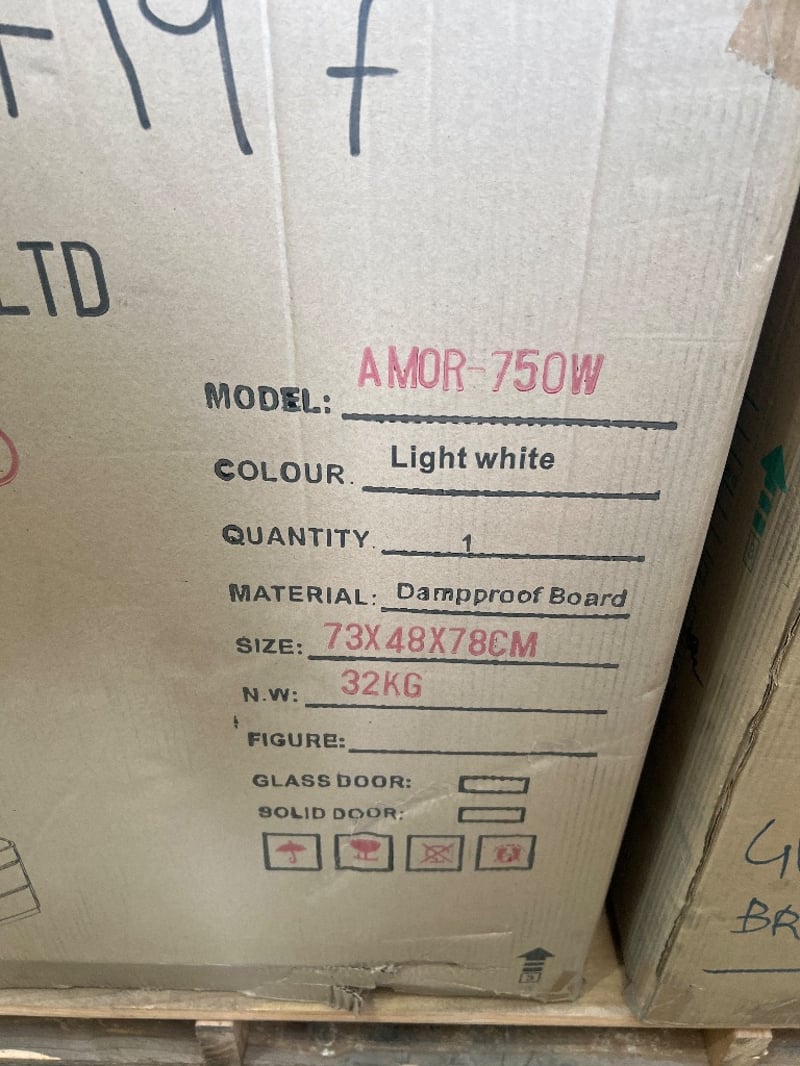 LTD
MODEL: AMOR-750W
COLOUR. Light white
QUANTITY. 1
MATERIAL: Dampproof Board
SIZE: 73X48X78CM
N.W: 32KG
FIGURE:
GLASS DOOR:
SOLID DOOR: